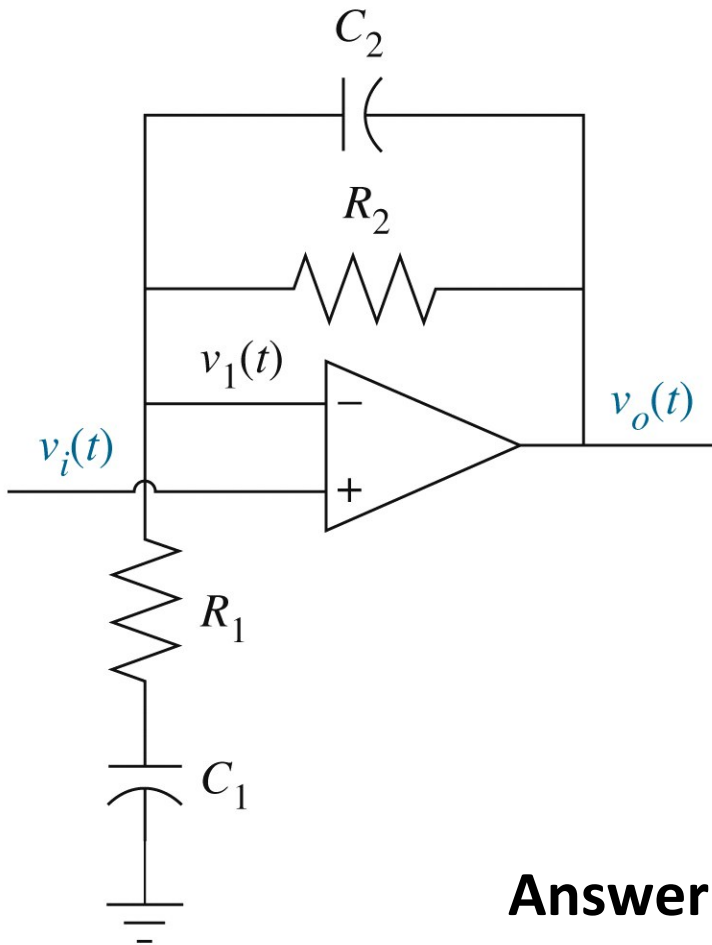 C₂
R₂
v₁(t)
−
vₒ(t)
vᵢ(t)
+
R₁
C₁
Answer